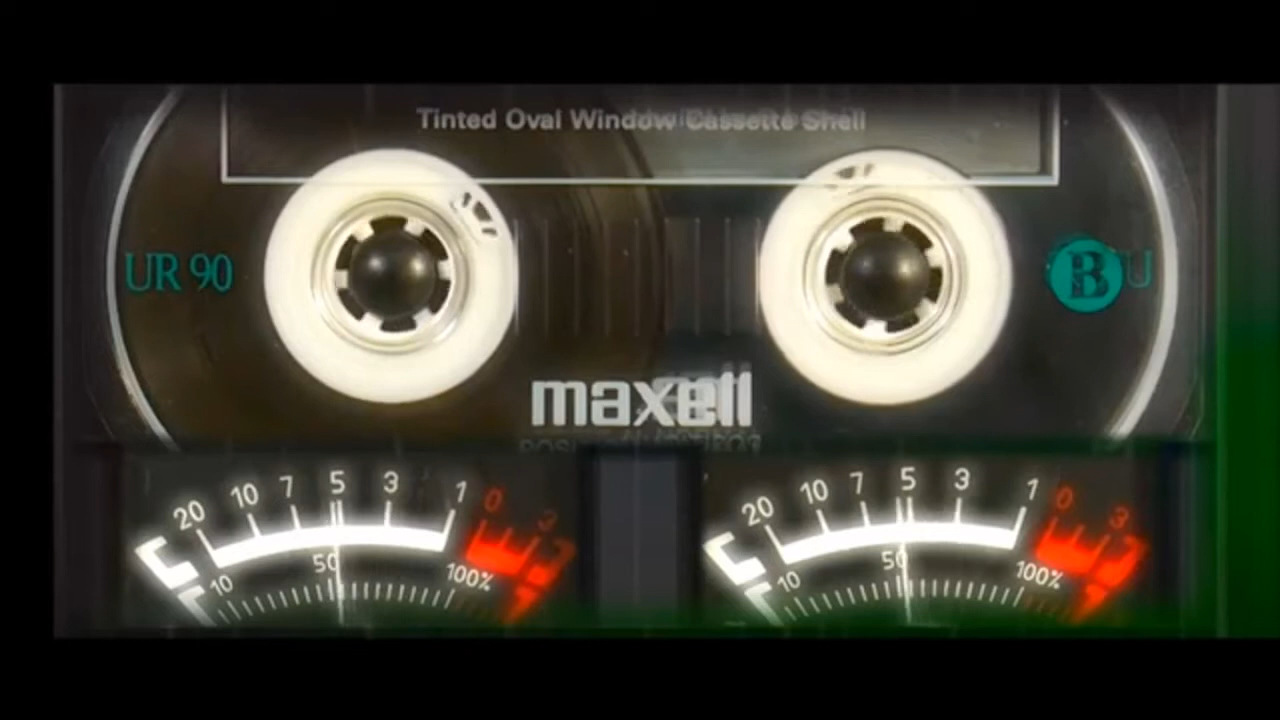 Tinted Oval Window Cassette Shell
UR 90
B U
maxell
20 10 7 5 3 1 0 3
10 50 100%
20 10 7 5 3 1 0 3
10 50 100%